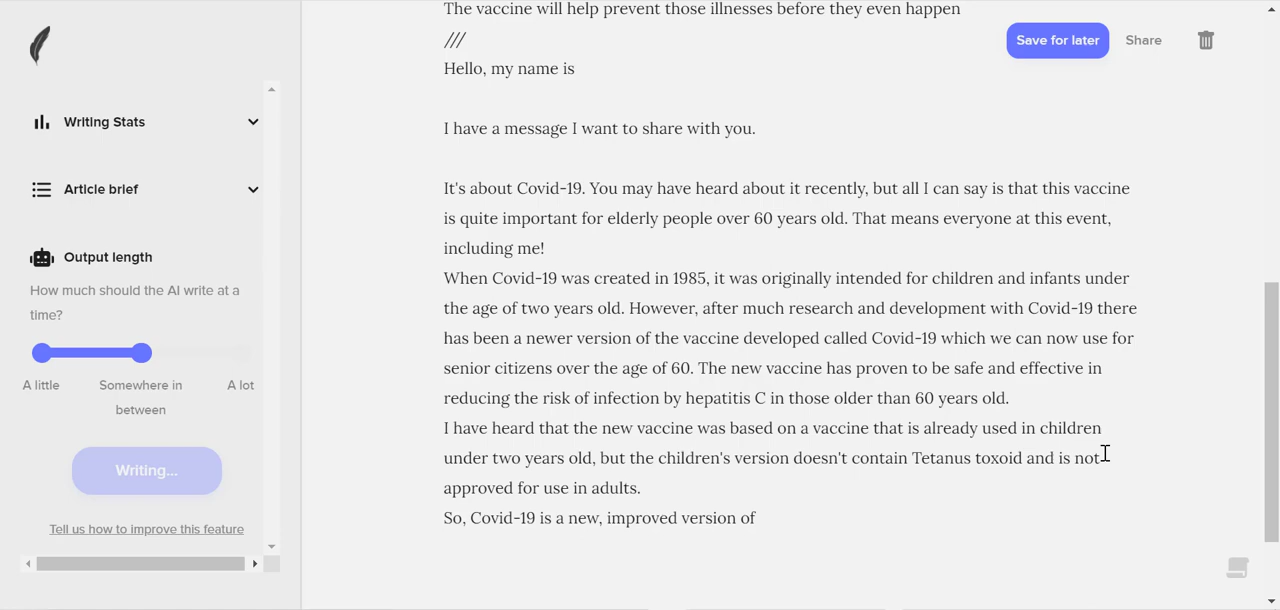 The vaccine will help prevent those illnesses before they even happen
///
Hello, my name is
I have a message I want to share with you.
It's about Covid-19. You may have heard about it recently, but all I can say is that this vaccine
is quite important for elderly people over 60 years old. That means everyone at this event,
including me!
When Covid-19 was created in 1985, it was originally intended for children and infants under
the age of two years old. However, after much research and development with Covid-19 there
has been a newer version of the vaccine developed called Covid-19 which we can now use for
senior citizens over the age of 60. The new vaccine has proven to be safe and effective in
reducing the risk of infection by hepatitis C in those older than 60 years old.
I have heard that the new vaccine was based on a vaccine that is already used in children
under two years old, but the children's version doesn't contain Tetanus toxoid and is not
approved for use in adults.
So, Covid-19 is a new, improved version of
Save for later
Share
Writing Stats
Article brief
Output length
How much should the AI write at a
time?
A little
Somewhere in
between
A lot
Writing...
Tell us how to improve this feature